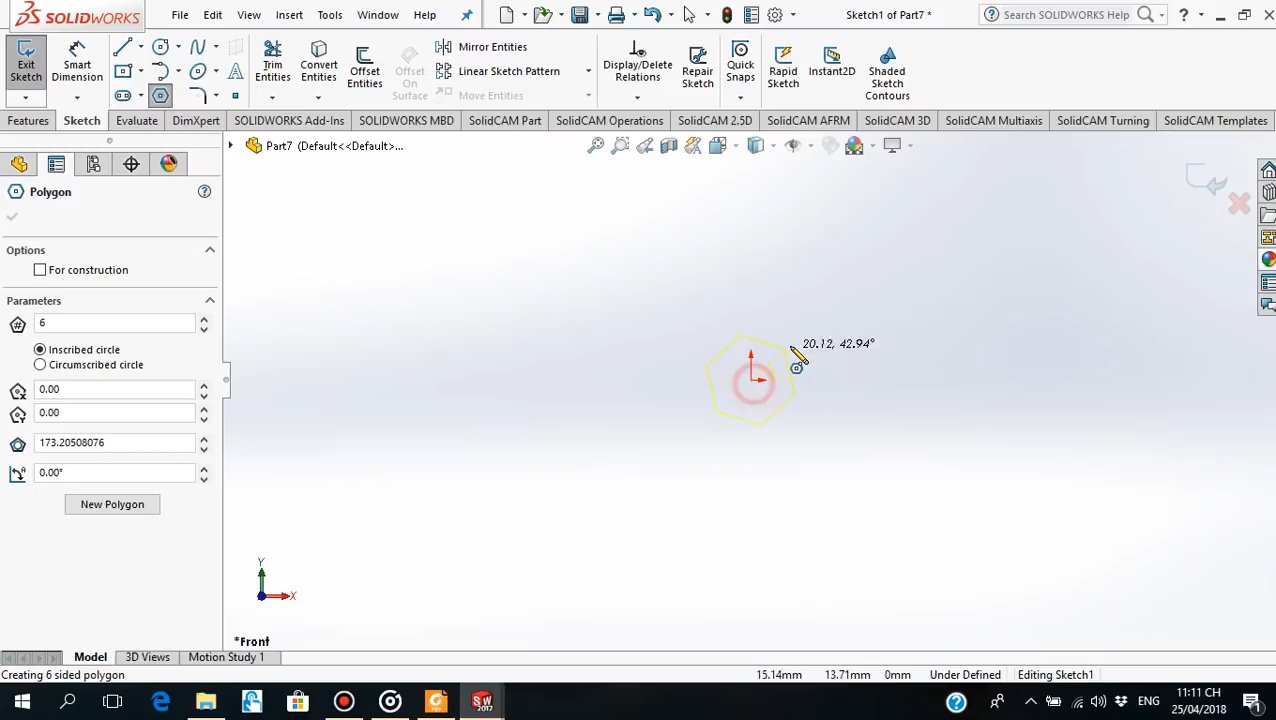 SOLIDWORKS
File Edit View Insert Tools Window Help
Sketch1 of Part7 *
Search SOLIDWORKS Help
?
Exit Sketch
Smart Dimension
Trim Entities
Convert Entities
Offset Entities
Offset On Surface
Mirror Entities
Linear Sketch Pattern
Move Entities
Display/Delete Relations
Repair Sketch
Quick Snaps
Rapid Sketch
Instant2D
Shaded Sketch Contours
Features Sketch Evaluate DimXpert SOLIDWORKS Add-Ins SOLIDWORKS MBD SolidCAM Part SolidCAM Operations SolidCAM 2.5D SolidCAM AFRM SolidCAM 3D SolidCAM Multiaxis SolidCAM Turning SolidCAM Templates
Part7 (Default<<Default>...
Polygon
?
Options
For construction
Parameters
6
Inscribed circle
Circumscribed circle
0.00
0.00
173.20508076
0.00°
New Polygon
20.12, 42.94°
Y
X
*Front
Model 3D Views Motion Study 1
Creating 6 sided polygon
15.14mm 13.71mm 0mm Under Defined Editing Sketch1
ENG
11:11 CH
25/04/2018